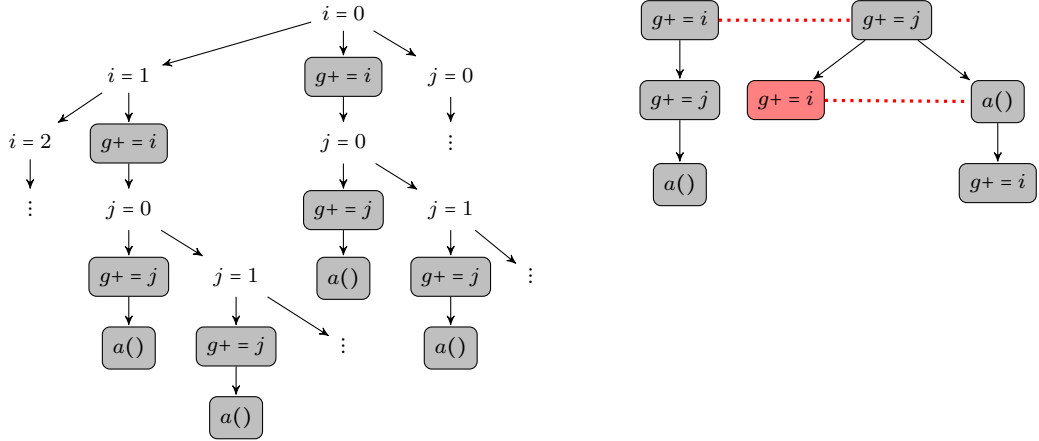 i = 0
g+ = i
g+ = j
i = 1
g+ = i
j = 0
g+ = j
g+ = i
a()
i = 2
g+ = i
⋮
j = 0
⋮
a()
g+ = i
⋮
j = 0
g+ = j
j = 1
g+ = j
j = 1
a()
g+ = j
⋮
a()
g+ = j
⋮
a()
a()